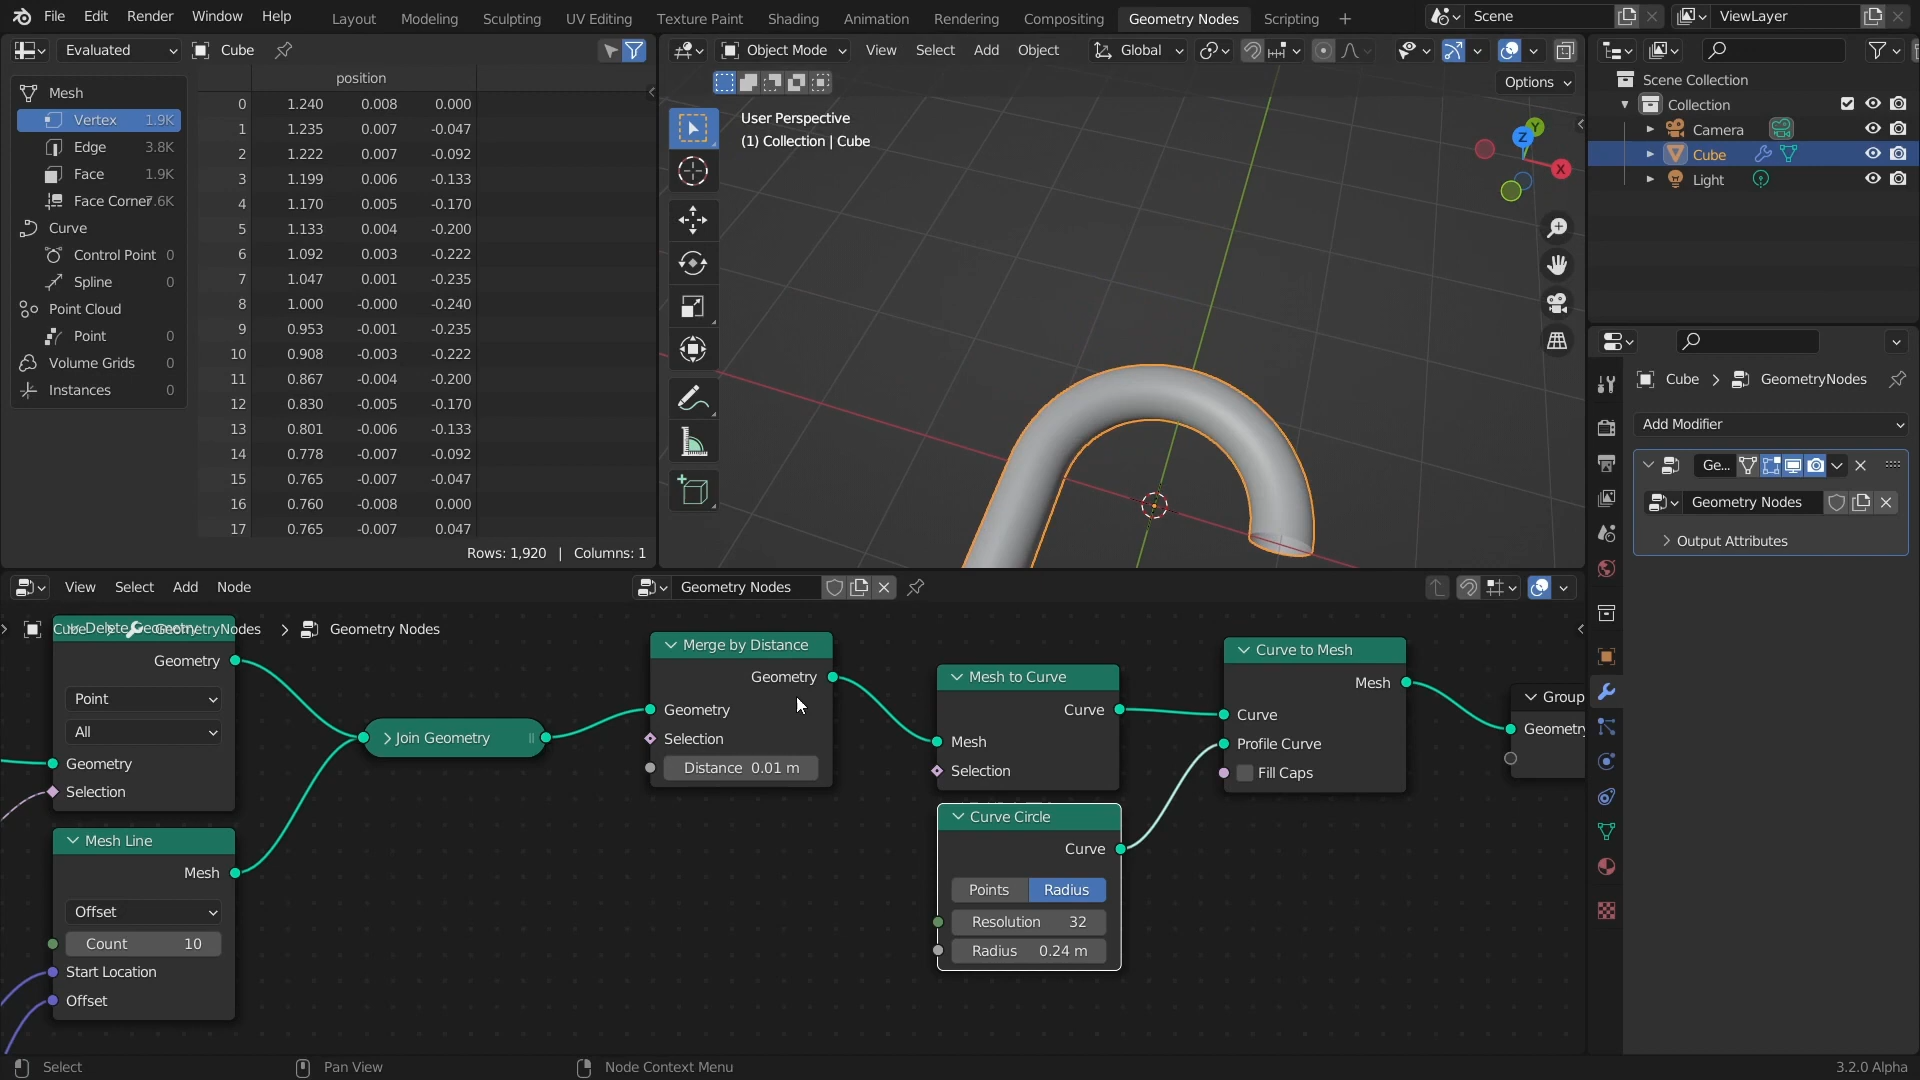 File Edit Render Window Help Layout Modeling Sculpting UV Editing Texture Paint Shading Animation Rendering Compositing Geometry Nodes Scripting + Scene ViewLayer
Evaluated Cube
Mesh
Vertex 1.9K
Edge 3.8K
Face 1.9K
Face Corner 7.6K
Curve
Control Point 0
Spline 0
Point Cloud
Point 0
Volume Grids 0
Instances 0
position
0 1.240 0.008 0.000
1 1.235 0.007 -0.047
2 1.222 0.007 -0.092
3 1.199 0.006 -0.133
4 1.170 0.005 -0.170
5 1.133 0.004 -0.200
6 1.092 0.003 -0.222
7 1.047 0.001 -0.235
8 1.000 -0.000 -0.240
9 0.953 -0.001 -0.235
10 0.908 -0.003 -0.222
11 0.867 -0.004 -0.200
12 0.830 -0.005 -0.170
13 0.801 -0.006 -0.133
14 0.778 -0.007 -0.092
15 0.765 -0.007 -0.047
16 0.760 -0.008 0.000
17 0.765 -0.007 0.047
Rows: 1,920 | Columns: 1
Object Mode View Select Add Object Global
Options
User Perspective
(1) Collection | Cube
Y
Z
X
Scene Collection
Collection
Camera
Cube
Light
Cube > GeometryNodes
Add Modifier
Ge...
Geometry Nodes
Output Attributes
View Select Add Node Geometry Nodes
Cube > GeometryNodes > Geometry Nodes
Delete Geometry
Geometry
Point
All
Geometry
Selection
Mesh Line
Mesh
Offset
Count 10
Start Location
Offset
Join Geometry
Merge by Distance
Geometry
Geometry
Selection
Distance 0.01 m
Mesh to Curve
Curve
Mesh
Selection
Curve Circle
Curve
Points Radius
Resolution 32
Radius 0.24 m
Curve to Mesh
Mesh
Curve
Profile Curve
Fill Caps
Group
Geometry
Select Pan View Node Context Menu 3.2.0 Alpha